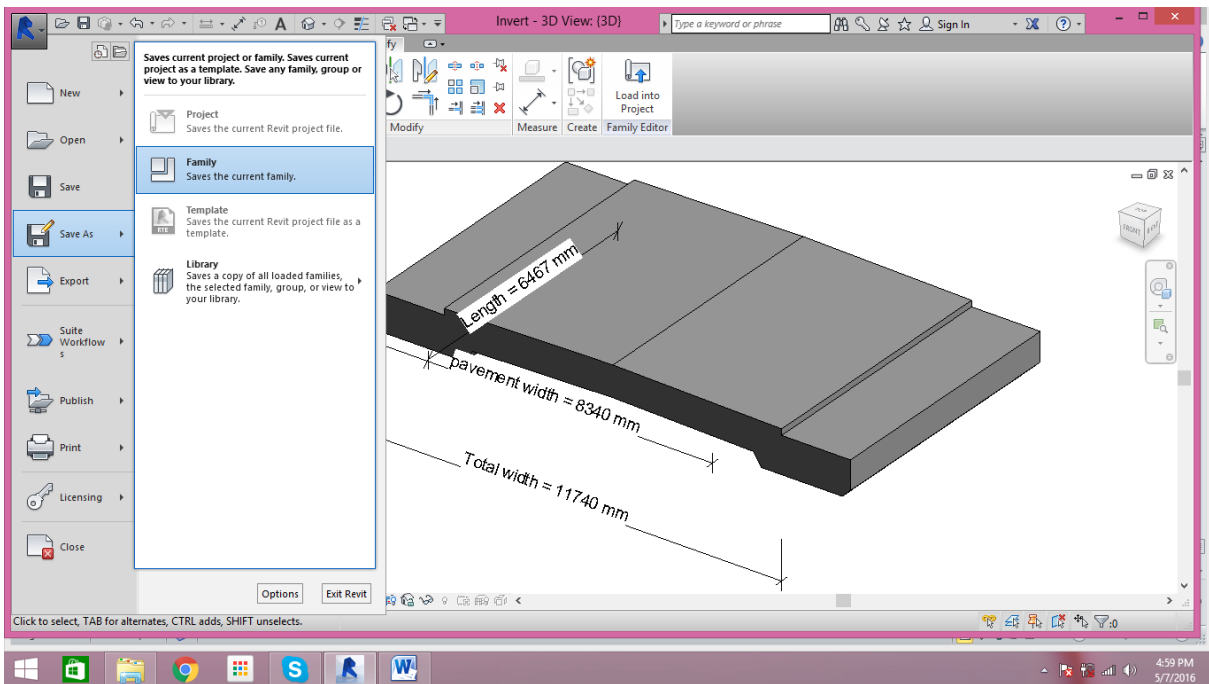 Invert - 3D View: {3D}
Type a keyword or phrase
Sign In
Saves current project or family. Saves current
project as a template. Save any family, group or
view to your library.
New
Open
Save
Save As
Export
Suite
Workflow
s
Publish
Print
Licensing
Close
Project
Saves the current Revit project file.
Family
Saves the current family.
Template
Saves the current Revit project file as a
template.
RTE
Library
Saves a copy of all loaded families,
the selected family, group, or view to
your library.
Options
Exit Revit
fy
Load into
Project
Modify
Measure
Create
Family Editor
FRONT
Length = 6467 mm
pavement width = 8340 mm
Total width = 11740 mm
Click to select, TAB for alternates, CTRL adds, SHIFT unselects.
:0
4:59 PM
5/7/2016